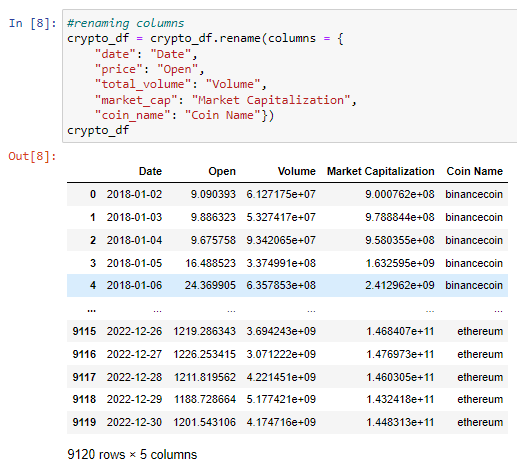 In [8]: #renaming columns
crypto_df = crypto_df.rename(columns = {
"date": "Date",
"price": "Open",
"total_volume": "Volume",
"market_cap": "Market Capitalization",
"coin_name": "Coin Name"})
crypto_df
Out[8]:
Date Open Volume Market Capitalization Coin Name
0 2018-01-02 9.090393 6.127175e+07 9.000762e+08 binancecoin
1 2018-01-03 9.886323 5.327417e+07 9.788844e+08 binancecoin
2 2018-01-04 9.675758 9.342065e+07 9.580355e+08 binancecoin
3 2018-01-05 16.488523 3.374991e+08 1.632595e+09 binancecoin
4 2018-01-06 24.369905 6.357853e+08 2.412962e+09 binancecoin
... ... ... ... ... ...
9115 2022-12-26 1219.286343 3.694243e+09 1.468407e+11 ethereum
9116 2022-12-27 1226.253415 3.071222e+09 1.476973e+11 ethereum
9117 2022-12-28 1211.819562 4.221451e+09 1.460305e+11 ethereum
9118 2022-12-29 1188.728664 5.177421e+09 1.432418e+11 ethereum
9119 2022-12-30 1201.543106 4.174716e+09 1.448313e+11 ethereum
9120 rows × 5 columns